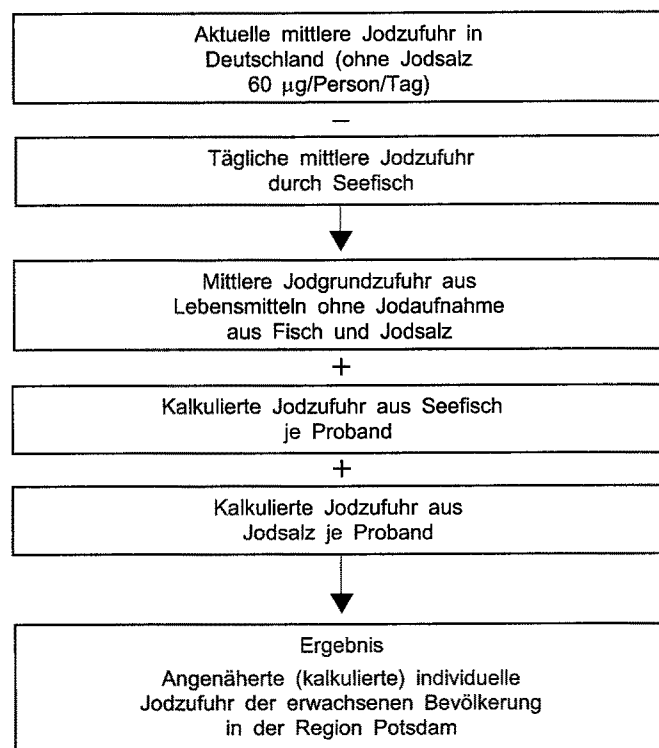 Aktuelle mittlere Jodzufuhr in
Deutschland (ohne Jodsalz
60 µg/Person/Tag)
–
Tägliche mittlere Jodzufuhr
durch Seefisch
Mittlere Jodgrundzufuhr aus
Lebensmitteln ohne Jodaufnahme
aus Fisch und Jodsalz
+
Kalkulierte Jodzufuhr aus Seefisch
je Proband
+
Kalkulierte Jodzufuhr aus
Jodsalz je Proband
Ergebnis
Angenäherte (kalkulierte) individuelle
Jodzufuhr der erwachsenen Bevölkerung
in der Region Potsdam